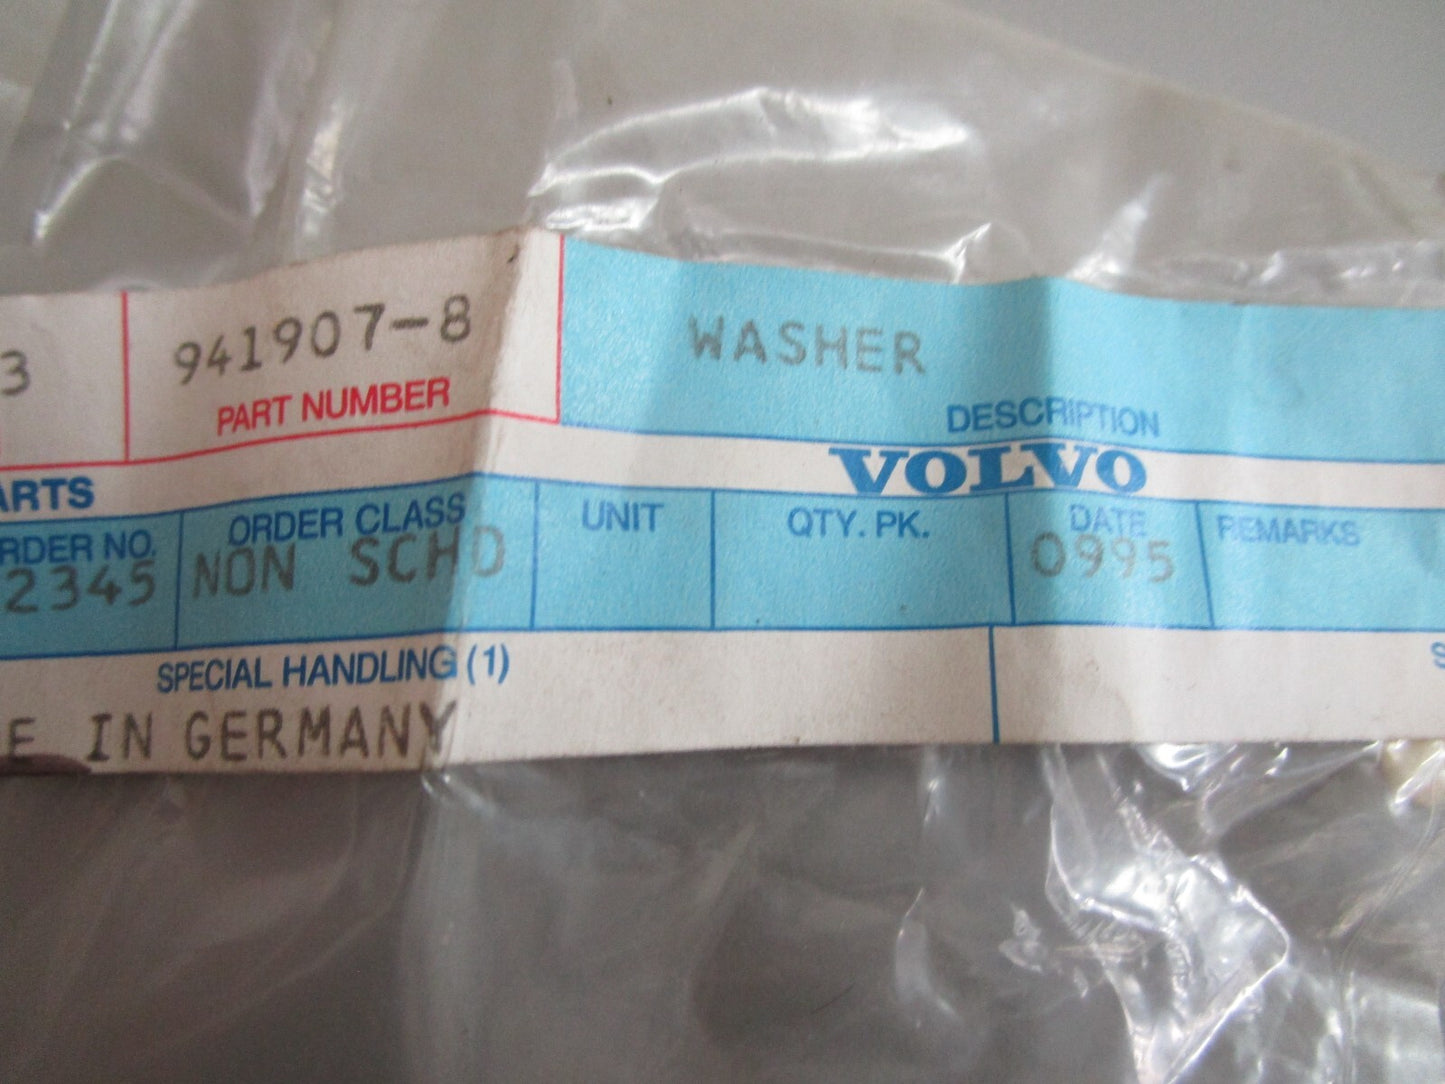 3 941907-8 WASHER
PART NUMBER DESCRIPTION
ARTS VOLVO
RDER NO. ORDER CLASS UNIT QTY. PK. DATE REMARKS
2345 NON SCHD 0995
SPECIAL HANDLING (1) S
E IN GERMANY